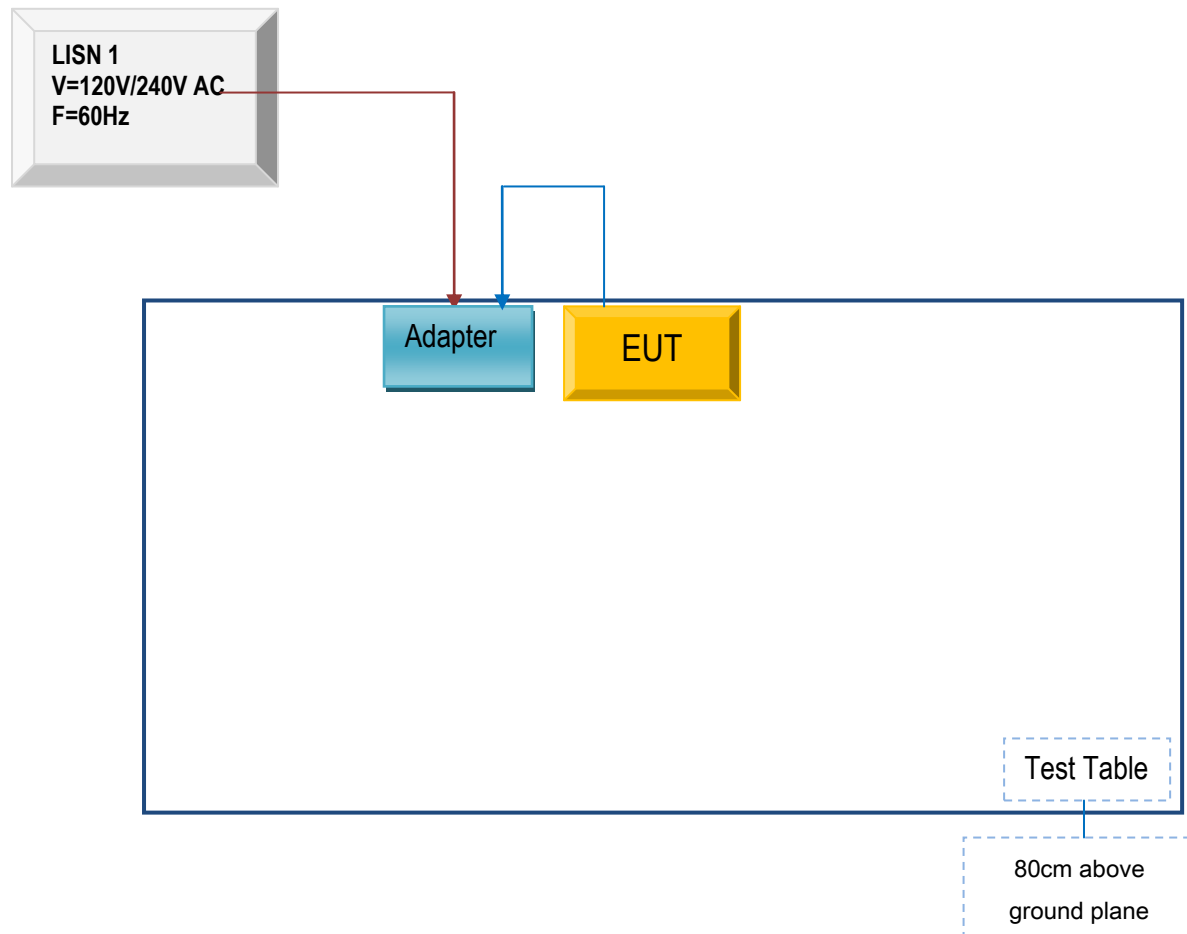 LISN 1
V=120V/240V AC
F=60Hz
Adapter
EUT
Test Table
80cm above
ground plane